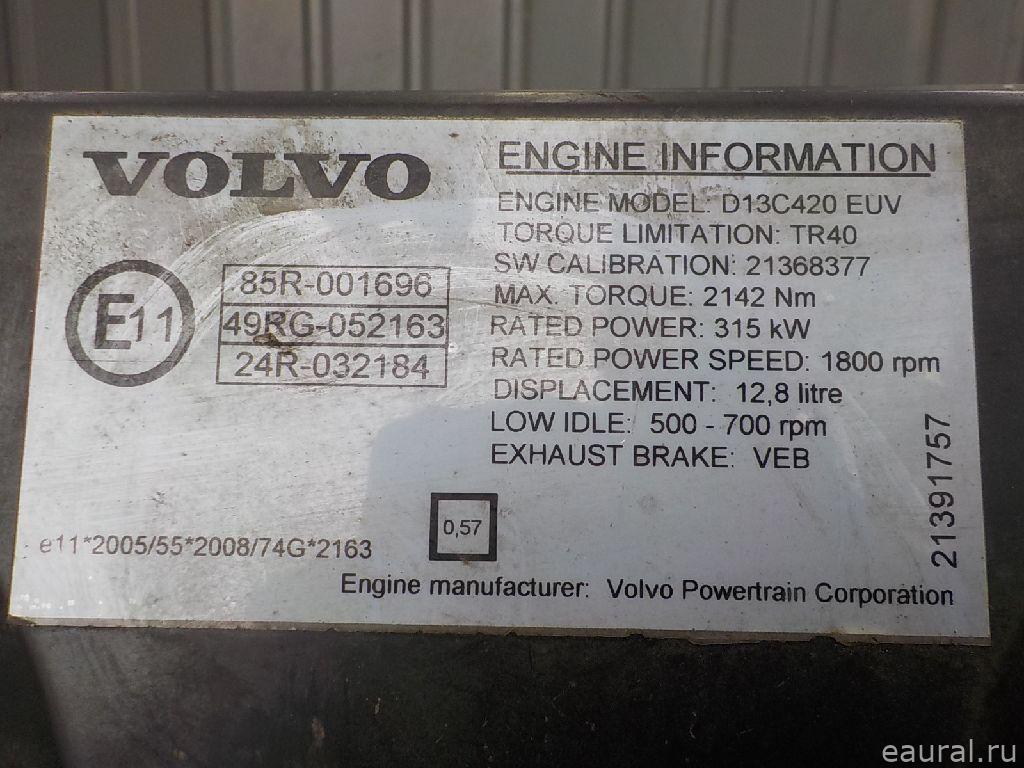 VOLVO
E11
85R-001696
49RG-052163
24R-032184
ENGINE INFORMATION
ENGINE MODEL: D13C420 EUV
TORQUE LIMITATION: TR40
SW CALIBRATION: 21368377
MAX. TORQUE: 2142 Nm
RATED POWER: 315 kW
RATED POWER SPEED: 1800 rpm
DISPLACEMENT: 12,8 litre
LOW IDLE: 500 - 700 rpm
EXHAUST BRAKE: VEB
21391757
0,57
e11*2005/55*2008/74G*2163
Engine manufacturer: Volvo Powertrain Corporation
eaural.ru